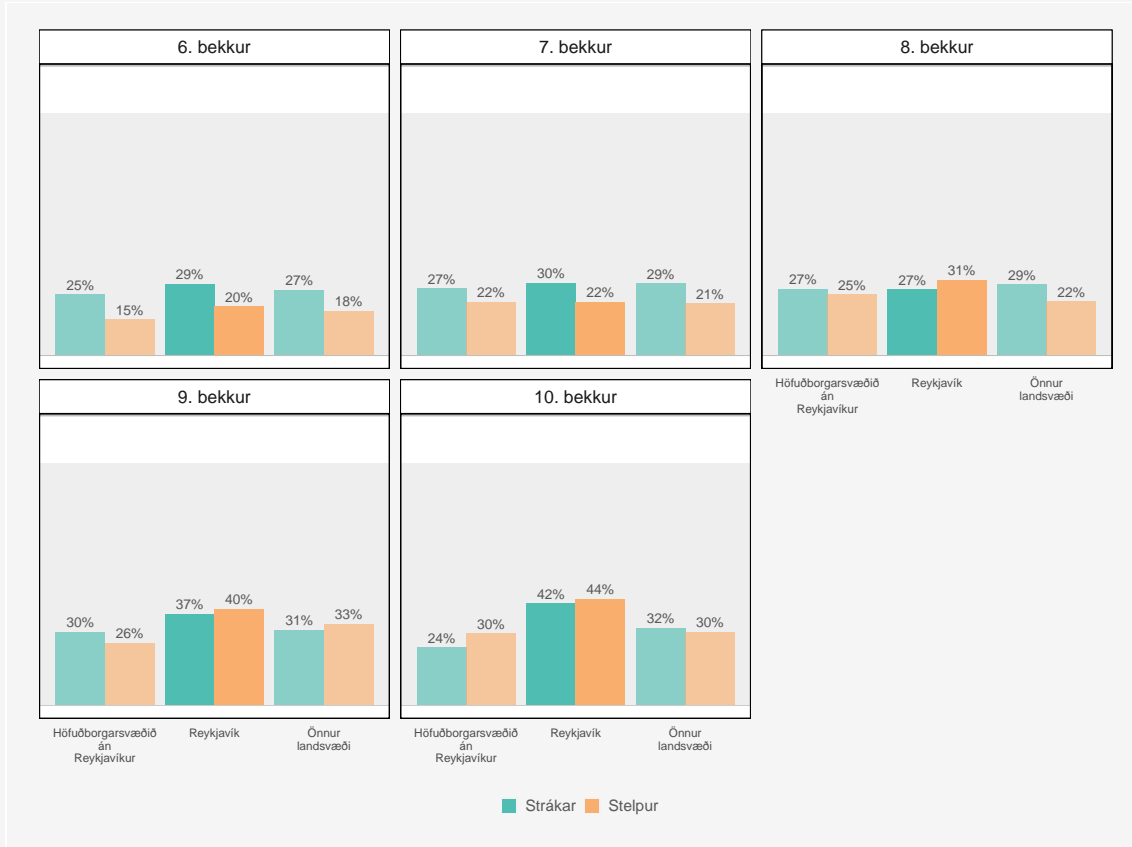 6. bekkur
7. bekkur
8. bekkur
25%
15%
29%
20%
27%
18%
27%
22%
30%
22%
29%
21%
27%
25%
27%
31%
29%
22%
Höfuðborgarsvæðið
án
Reykjavíkur
Reykjavík
Önnur
landsvæði
9. bekkur
10. bekkur
30%
26%
37%
40%
31%
33%
24%
30%
42%
44%
32%
30%
Höfuðborgarsvæðið
án
Reykjavíkur
Reykjavík
Önnur
landsvæði
Höfuðborgarsvæðið
án
Reykjavíkur
Reykjavík
Önnur
landsvæði
Strákar
Stelpur